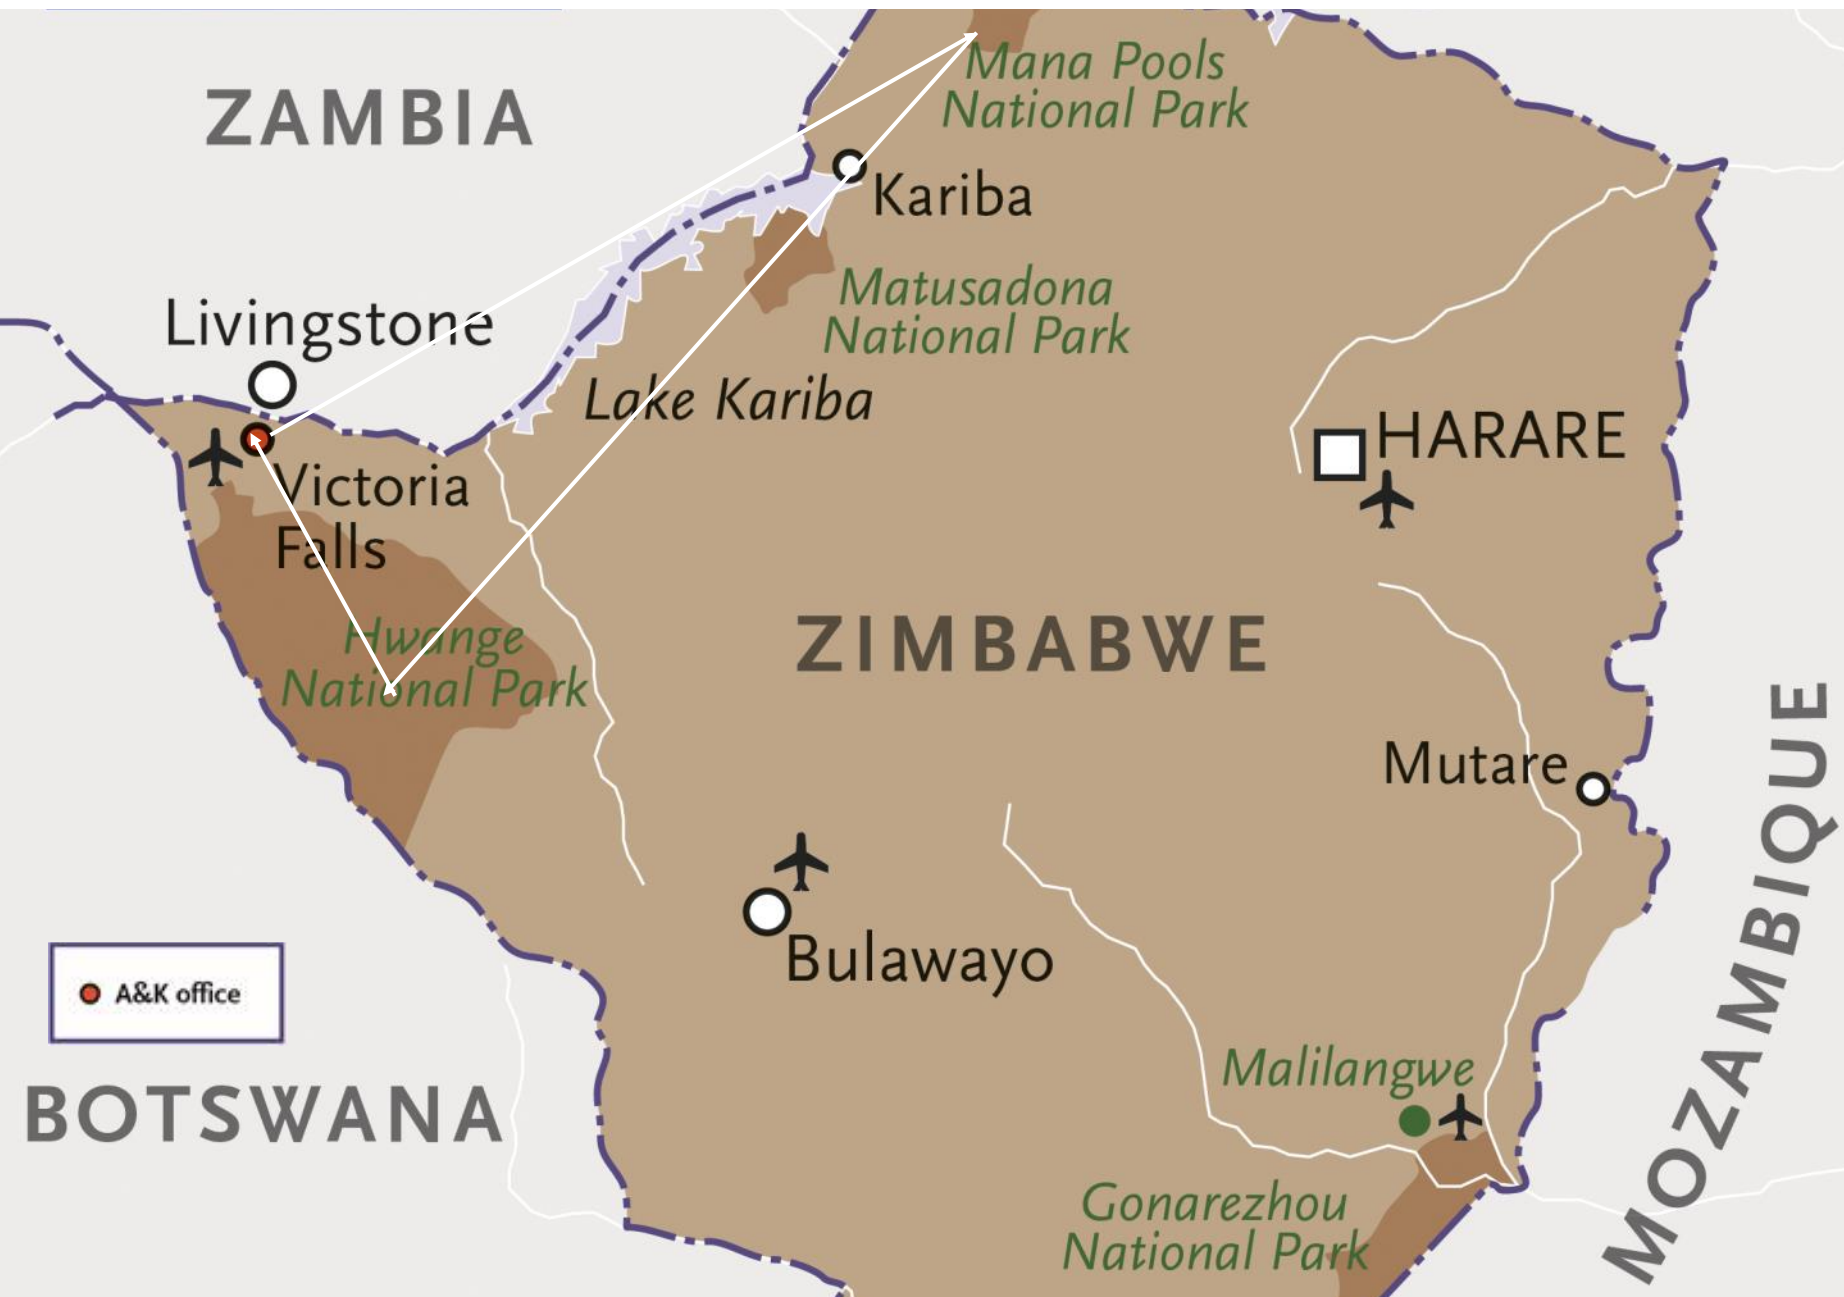 Mana Pools
National Park
ZAMBIA
Kariba
Matusadona
National Park
Livingstone
Lake Kariba
HARARE
Victoria
Falls
Hwange
National Park
ZIMBABWE
Mutare
MOZAMBIQUE
Bulawayo
A&K office
BOTSWANA
Malilangwe
Gonarezhou
National Park